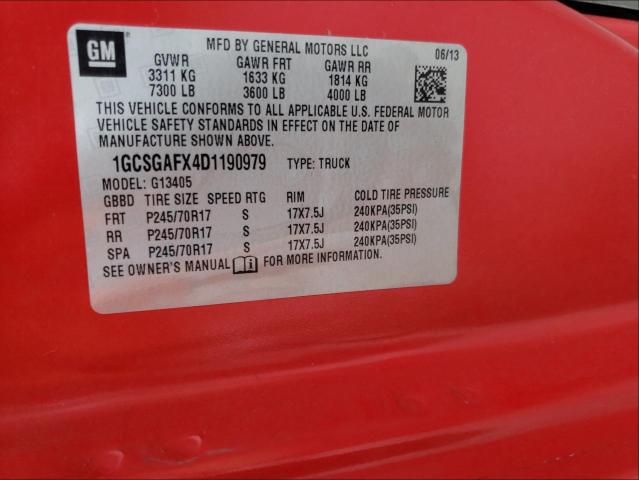 GM
MFD BY GENERAL MOTORS LLC 06/13
GVWR GAWR FRT GAWR RR
3311 KG 1633 KG 1814 KG
7300 LB 3600 LB 4000 LB
THIS VEHICLE CONFORMS TO ALL APPLICABLE U.S. FEDERAL MOTOR
VEHICLE SAFETY STANDARDS IN EFFECT ON THE DATE OF
MANUFACTURE SHOWN ABOVE.
1GCSGAFX4D1190979 TYPE: TRUCK
MODEL: G13405
GBBD TIRE SIZE SPEED RTG RIM COLD TIRE PRESSURE
FRT P245/70R17 S 17X7.5J 240KPA(35PSI)
RR P245/70R17 S 17X7.5J 240KPA(35PSI)
SPA P245/70R17 S 17X7.5J 240KPA(35PSI)
SEE OWNER'S MANUAL FOR MORE INFORMATION.